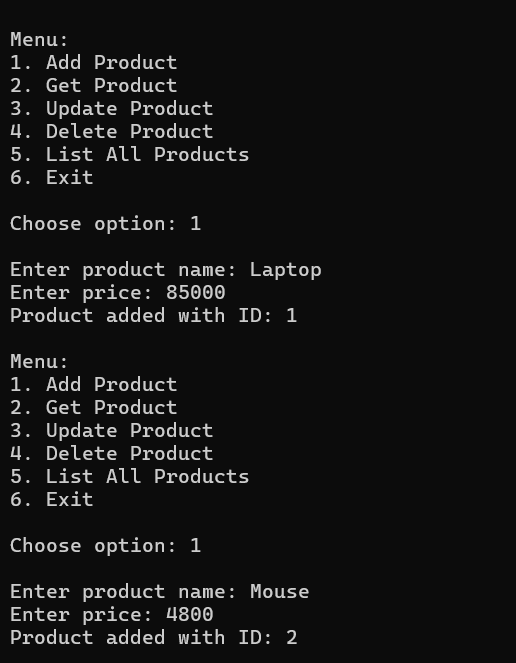 Menu:
1. Add Product
2. Get Product
3. Update Product
4. Delete Product
5. List All Products
6. Exit
Choose option: 1
Enter product name: Laptop
Enter price: 85000
Product added with ID: 1
Menu:
1. Add Product
2. Get Product
3. Update Product
4. Delete Product
5. List All Products
6. Exit
Choose option: 1
Enter product name: Mouse
Enter price: 4800
Product added with ID: 2